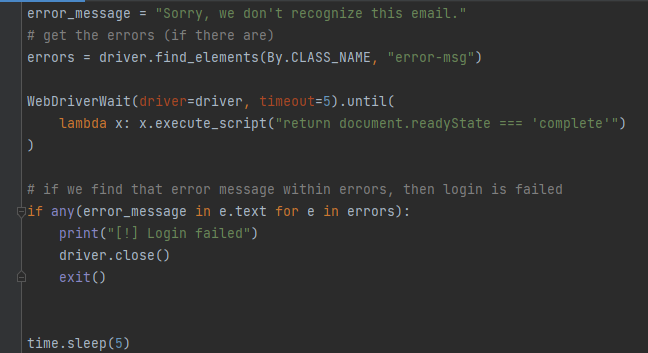 error_message = "Sorry, we don't recognize this email."
# get the errors (if there are)
errors = driver.find_elements(By.CLASS_NAME, "error-msg")

WebDriverWait(driver=driver, timeout=5).until(
    lambda x: x.execute_script("return document.readyState === 'complete'")
)

# if we find that error message within errors, then login is failed
if any(error_message in e.text for e in errors):
    print("[!] Login failed")
    driver.close()
    exit()


time.sleep(5)